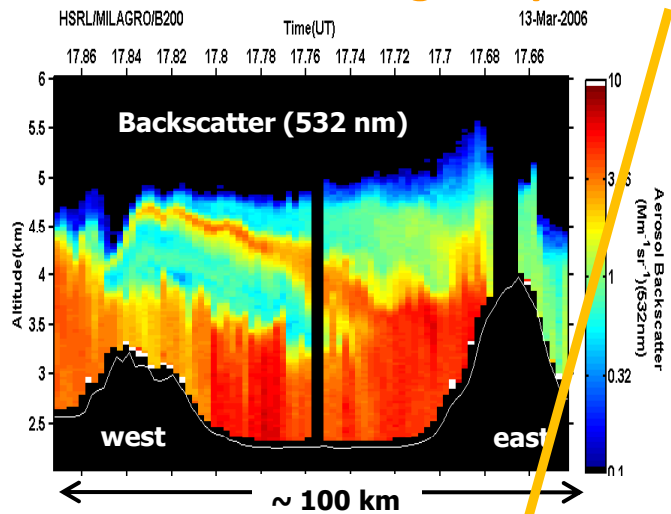 HSRL/MILAGRO/B200
Time(UT)
13-Mar-2006
17.86 17.84 17.82 17.8 17.78 17.76 17.74 17.72 17.7 17.68 17.66
6
5.5
5
4.5
4
3.5
3
2.5
Altitude(km)
Backscatter (532 nm)
west
east
10
1
0.32
0.1
Aerosol Backscatter
(Mm⁻¹sr⁻¹)(532nm)
~ 100 km